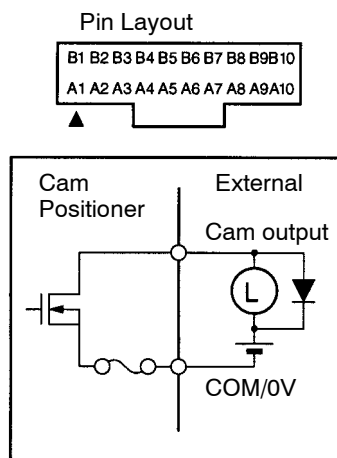 Pin Layout
B1 B2 B3 B4 B5 B6 B7 B8 B9B10
A1 A2 A3 A4 A5 A6 A7 A8 A9A10
Cam
Positioner
External
Cam output
L
COM/0V